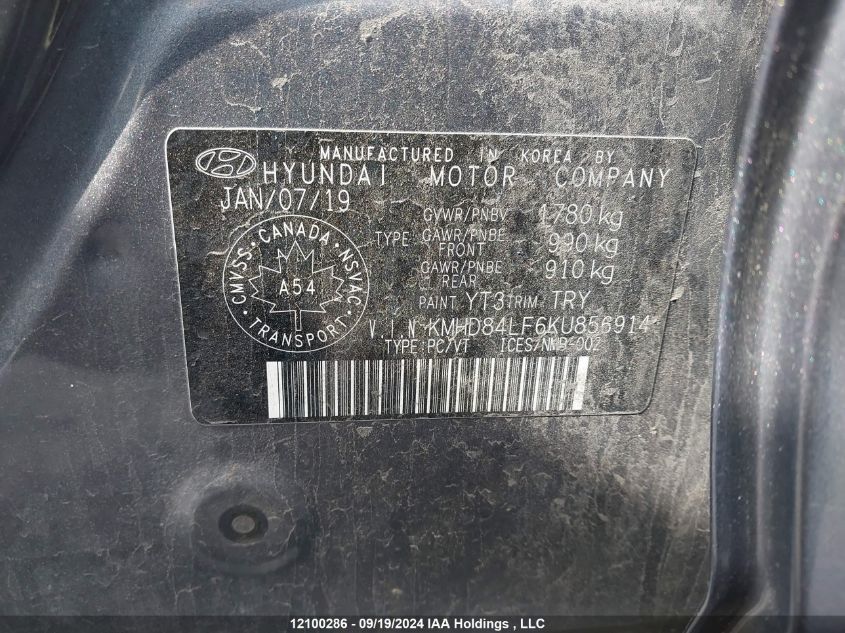 MANUFACTURED IN KOREA BY
HYUNDAI MOTOR COMPANY
JAN/07/19
GVWR/PNBV 1780 kg
TYPE GAWR/PNBE FRONT 990 kg
GAWR/PNBE REAR 910 kg
PAINT YT3 TRIM TRY
CMVSS · CANADA · NSVAC
A54
TRANSPORT
V.I.N KMHD84LF6KU856914
TYPE:PC/VT ICES/NMB-002
12100286 - 09/19/2024 IAA Holdings , LLC